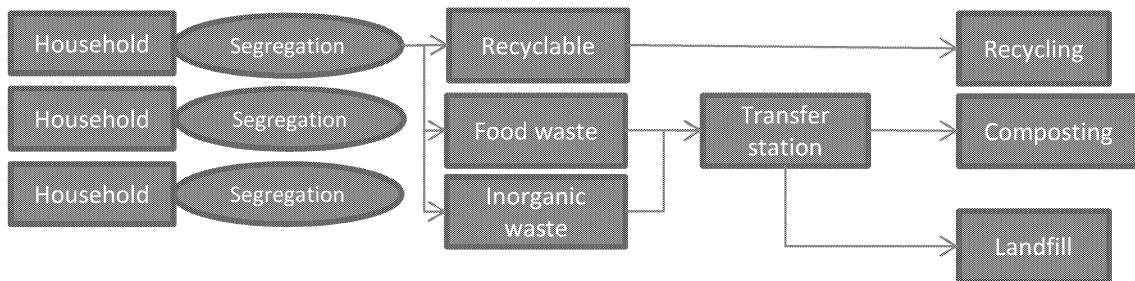 Household
Segregation
Recyclable
Recycling
Household
Segregation
Food waste
Transfer
station
Composting
Household
Segregation
Inorganic
waste
Landfill